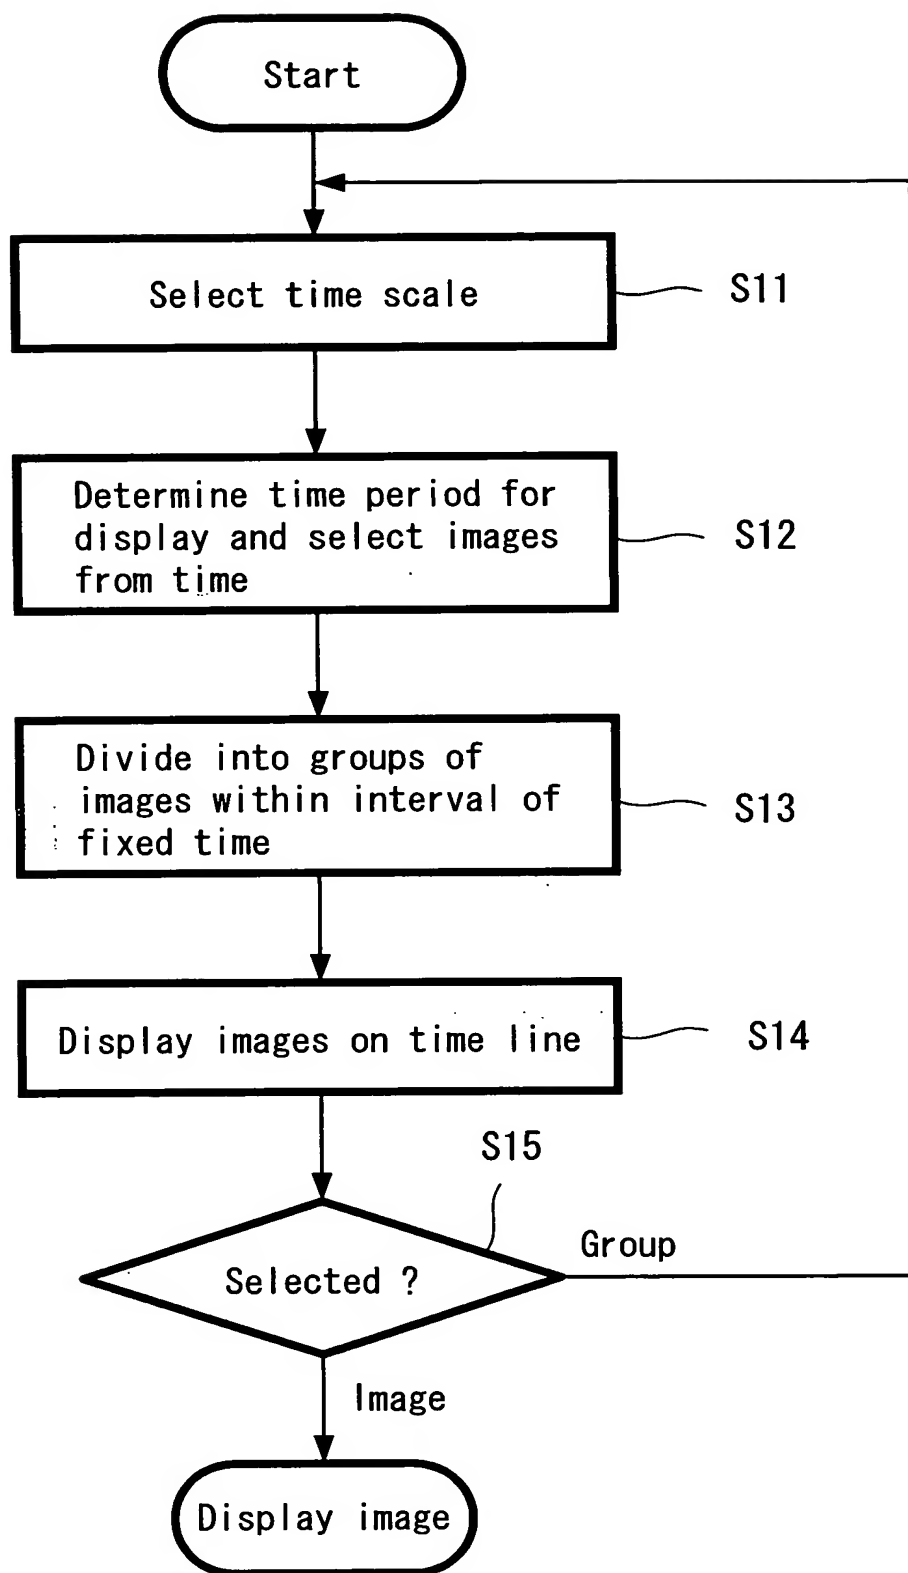 Start
Select time scale
S11
Determine time period for
display and select images
from time
S12
Divide into groups of
images within interval of
fixed time
S13
Display images on time line
S14
S15
Selected ?
Group
Image
Display image